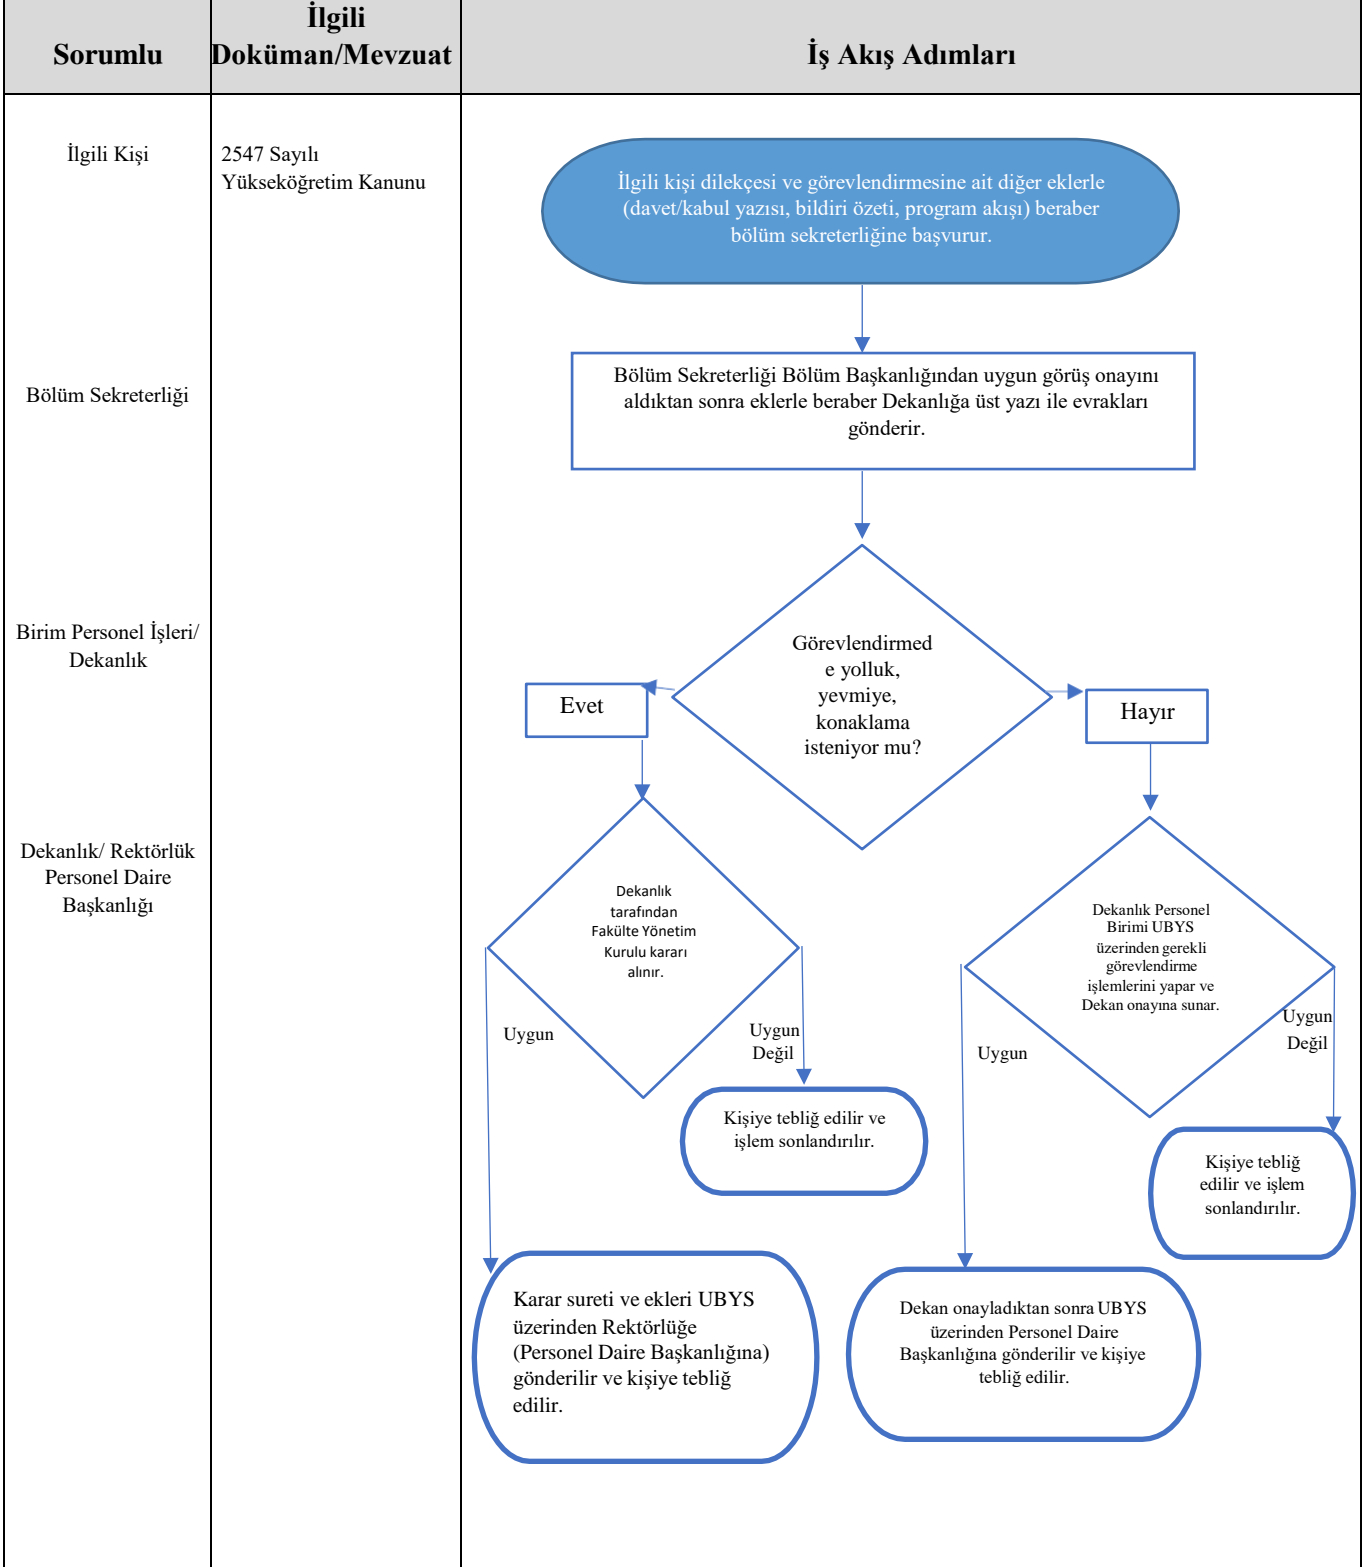 Sorumlu
İlgili
Doküman/Mevzuat
İş Akış Adımları
İlgili Kişi
2547 Sayılı
Yükseköğretim Kanunu
İlgili kişi dilekçesi ve görevlendirmesine ait diğer eklerle
(davet/kabul yazısı, bildiri özeti, program akışı) beraber
bölüm sekreterliğine başvurur.
Bölüm Sekreterliği
Bölüm Sekreterliği Bölüm Başkanlığından uygun görüş onayını
aldıktan sonra eklerle beraber Dekanlığa üst yazı ile evrakları
gönderir.
Birim Personel İşleri/
Dekanlık
Görevlendirmed
e yolluk,
yevmiye,
konaklama
isteniyor mu?
Evet
Hayır
Dekanlık/ Rektörlük
Personel Daire
Başkanlığı
Dekanlık
tarafından
Fakülte Yönetim
Kurulu kararı
alınır.
Dekanlık Personel
Birimi UBYS
üzerinden gerekli
görevlendirme
işlemlerini yapar ve
Dekan onayına sunar.
Uygun
Uygun
Değil
Uygun
Uygun
Değil
Kişiye tebliğ edilir ve
işlem sonlandırılır.
Kişiye tebliğ
edilir ve işlem
sonlandırılır.
Karar sureti ve ekleri UBYS
üzerinden Rektörlüğe
(Personel Daire Başkanlığına)
gönderilir ve kişiye tebliğ
edilir.
Dekan onayladıktan sonra UBYS
üzerinden Personel Daire
Başkanlığına gönderilir ve kişiye
tebliğ edilir.